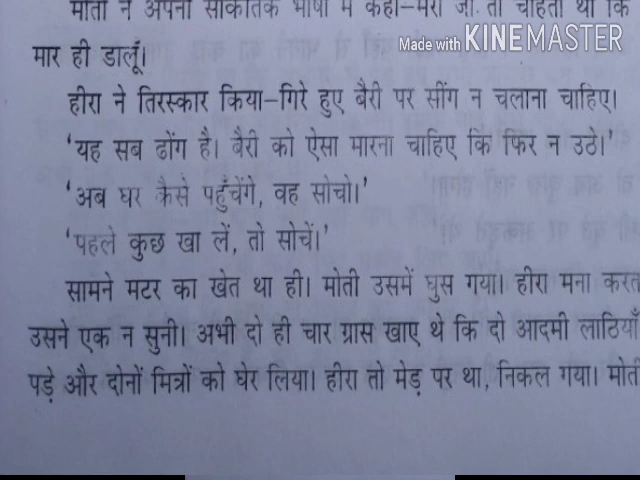 मोती ने अपनी सांकेतिक भाषा में कहा-मेरा जी तो चाहता था कि
Made with KINEMASTER
मार ही डालूँ।
हीरा ने तिरस्कार किया-गिरे हुए बैरी पर सींग न चलाना चाहिए।
'यह सब ढोंग है। बैरी को ऐसा मारना चाहिए कि फिर न उठे।'
'अब घर कैसे पहुँचेंगे, वह सोचो।'
'पहले कुछ खा लें, तो सोचें।'
सामने मटर का खेत था ही। मोती उसमें घुस गया। हीरा मना करत
उसने एक न सुनी। अभी दो ही चार ग्रास खाए थे कि दो आदमी लाठियाँ
पड़े और दोनों मित्रों को घेर लिया। हीरा तो मेड़ पर था, निकल गया। मोती